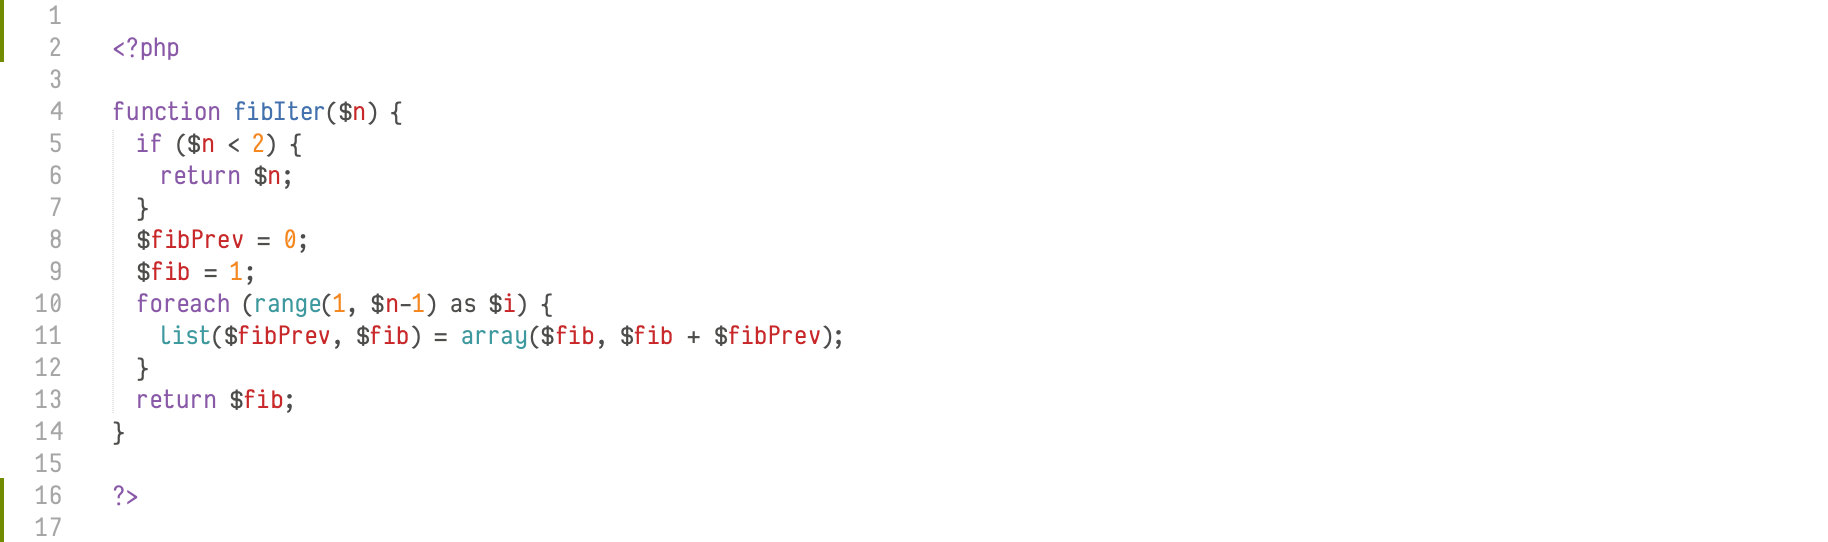 1
2 <?php
3
4 function fibIter($n) {
5 if ($n < 2) {
6 return $n;
7 }
8 $fibPrev = 0;
9 $fib = 1;
10 foreach (range(1, $n-1) as $i) {
11 list($fibPrev, $fib) = array($fib, $fib + $fibPrev);
12 }
13 return $fib;
14 }
15
16 ?>
17